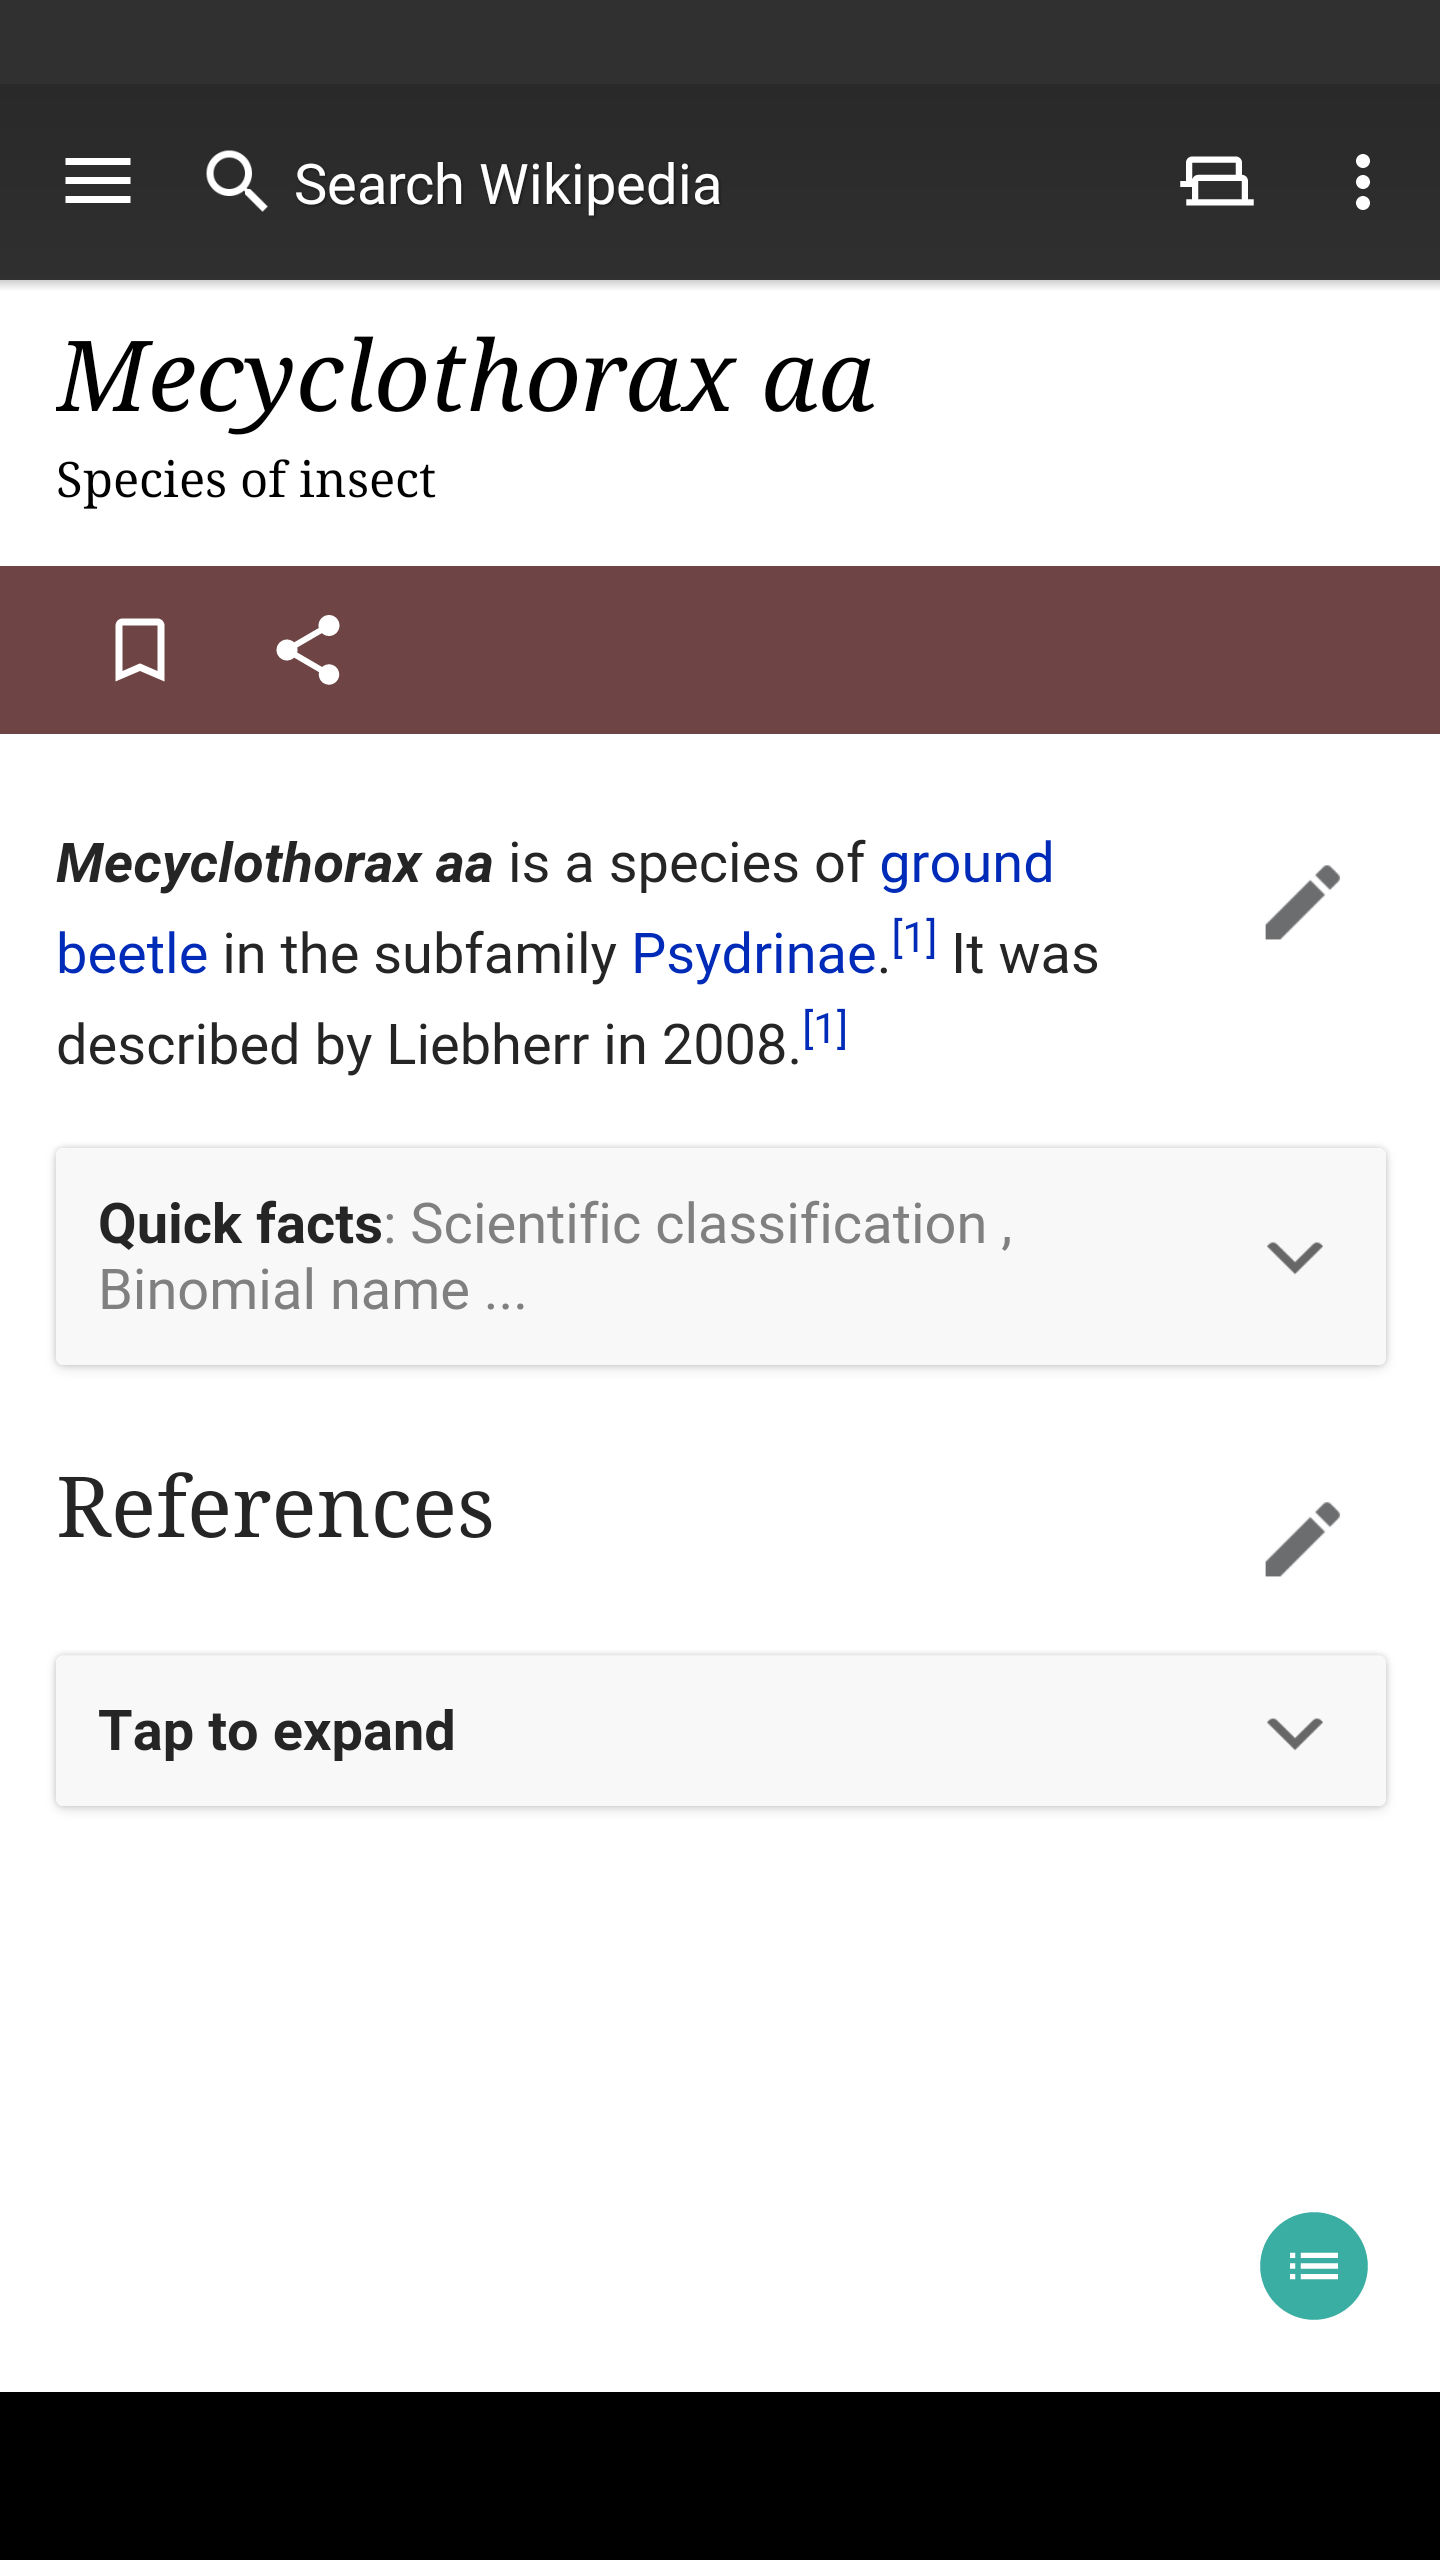 Search Wikipedia
Mecyclothorax aa
Species of insect
Mecyclothorax aa is a species of ground
beetle in the subfamily Psydrinae.[1] It was
described by Liebherr in 2008.[1]
Quick facts: Scientific classification ,
Binomial name ...
References
Tap to expand